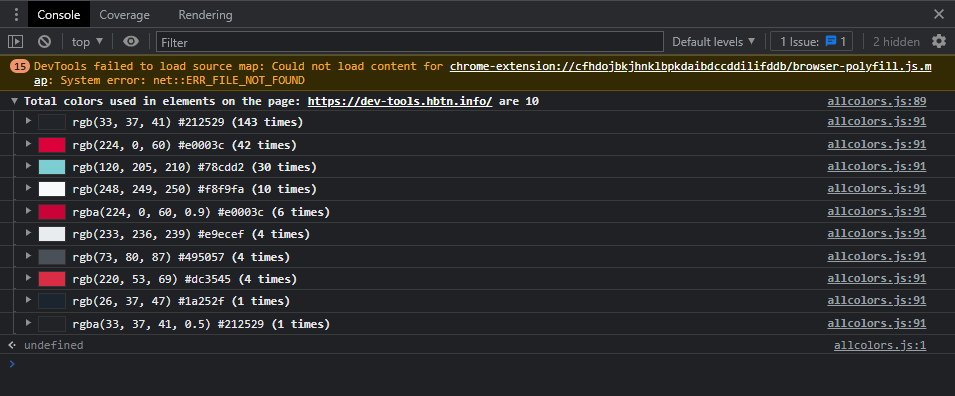 Console Coverage Rendering
top Filter Default levels 1 Issue: 1 2 hidden
15 DevTools failed to load source map: Could not load content for chrome-extension://cfhdojbkjhnklbpkdaibdccddilifddb/browser-polyfill.js.m
ap: System error: net::ERR_FILE_NOT_FOUND
Total colors used in elements on the page: https://dev-tools.hbtn.info/ are 10 allcolors.js:89
rgb(33, 37, 41) #212529 (143 times) allcolors.js:91
rgb(224, 0, 60) #e0003c (42 times) allcolors.js:91
rgb(120, 205, 210) #78cdd2 (30 times) allcolors.js:91
rgb(248, 249, 250) #f8f9fa (10 times) allcolors.js:91
rgba(224, 0, 60, 0.9) #e0003c (6 times) allcolors.js:91
rgb(233, 236, 239) #e9ecef (4 times) allcolors.js:91
rgb(73, 80, 87) #495057 (4 times) allcolors.js:91
rgb(220, 53, 69) #dc3545 (4 times) allcolors.js:91
rgb(26, 37, 47) #1a252f (1 times) allcolors.js:91
rgba(33, 37, 41, 0.5) #212529 (1 times) allcolors.js:91
undefined allcolors.js:1